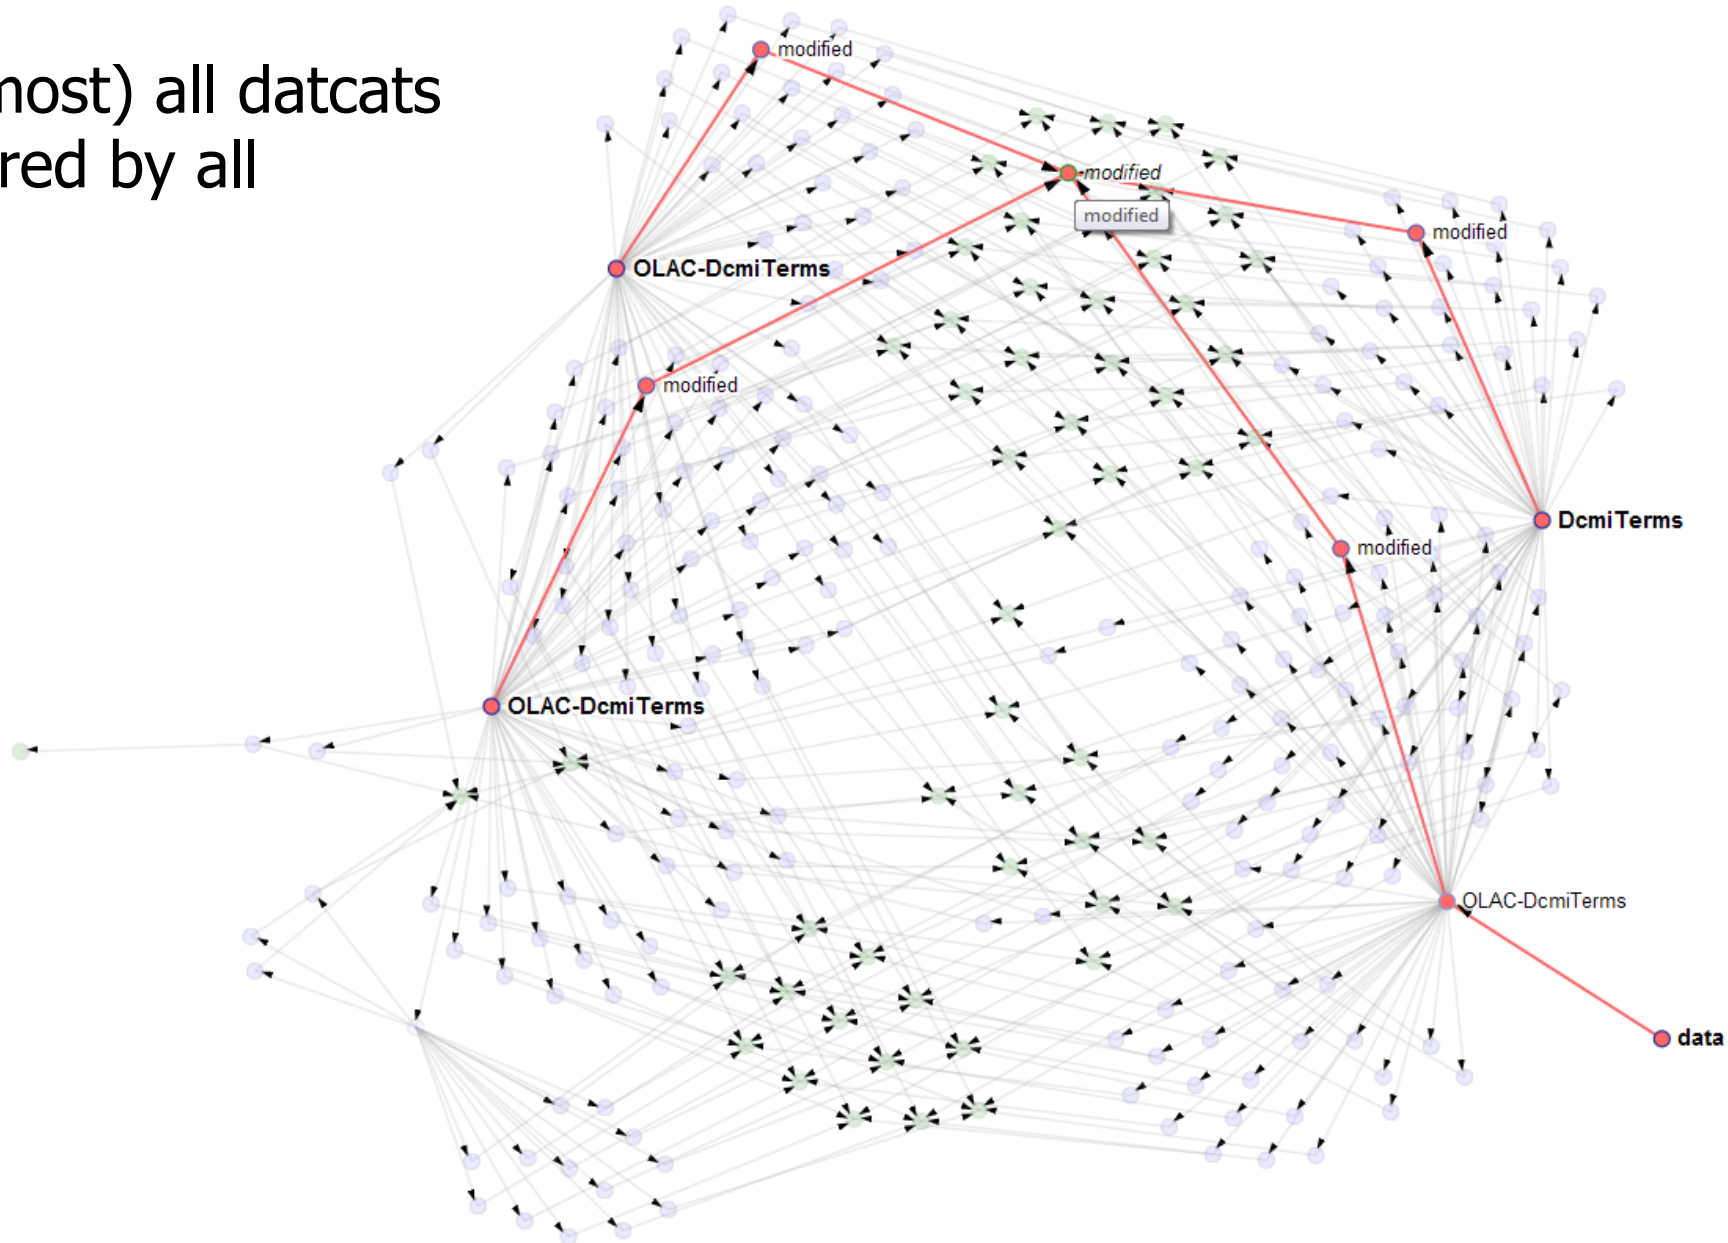 most) all datcats
red by all
modified
modified
modified
modified
OLAC-DcmiTerms
modified
DcmiTerms
modified
OLAC-DcmiTerms
OLAC-DcmiTerms
data